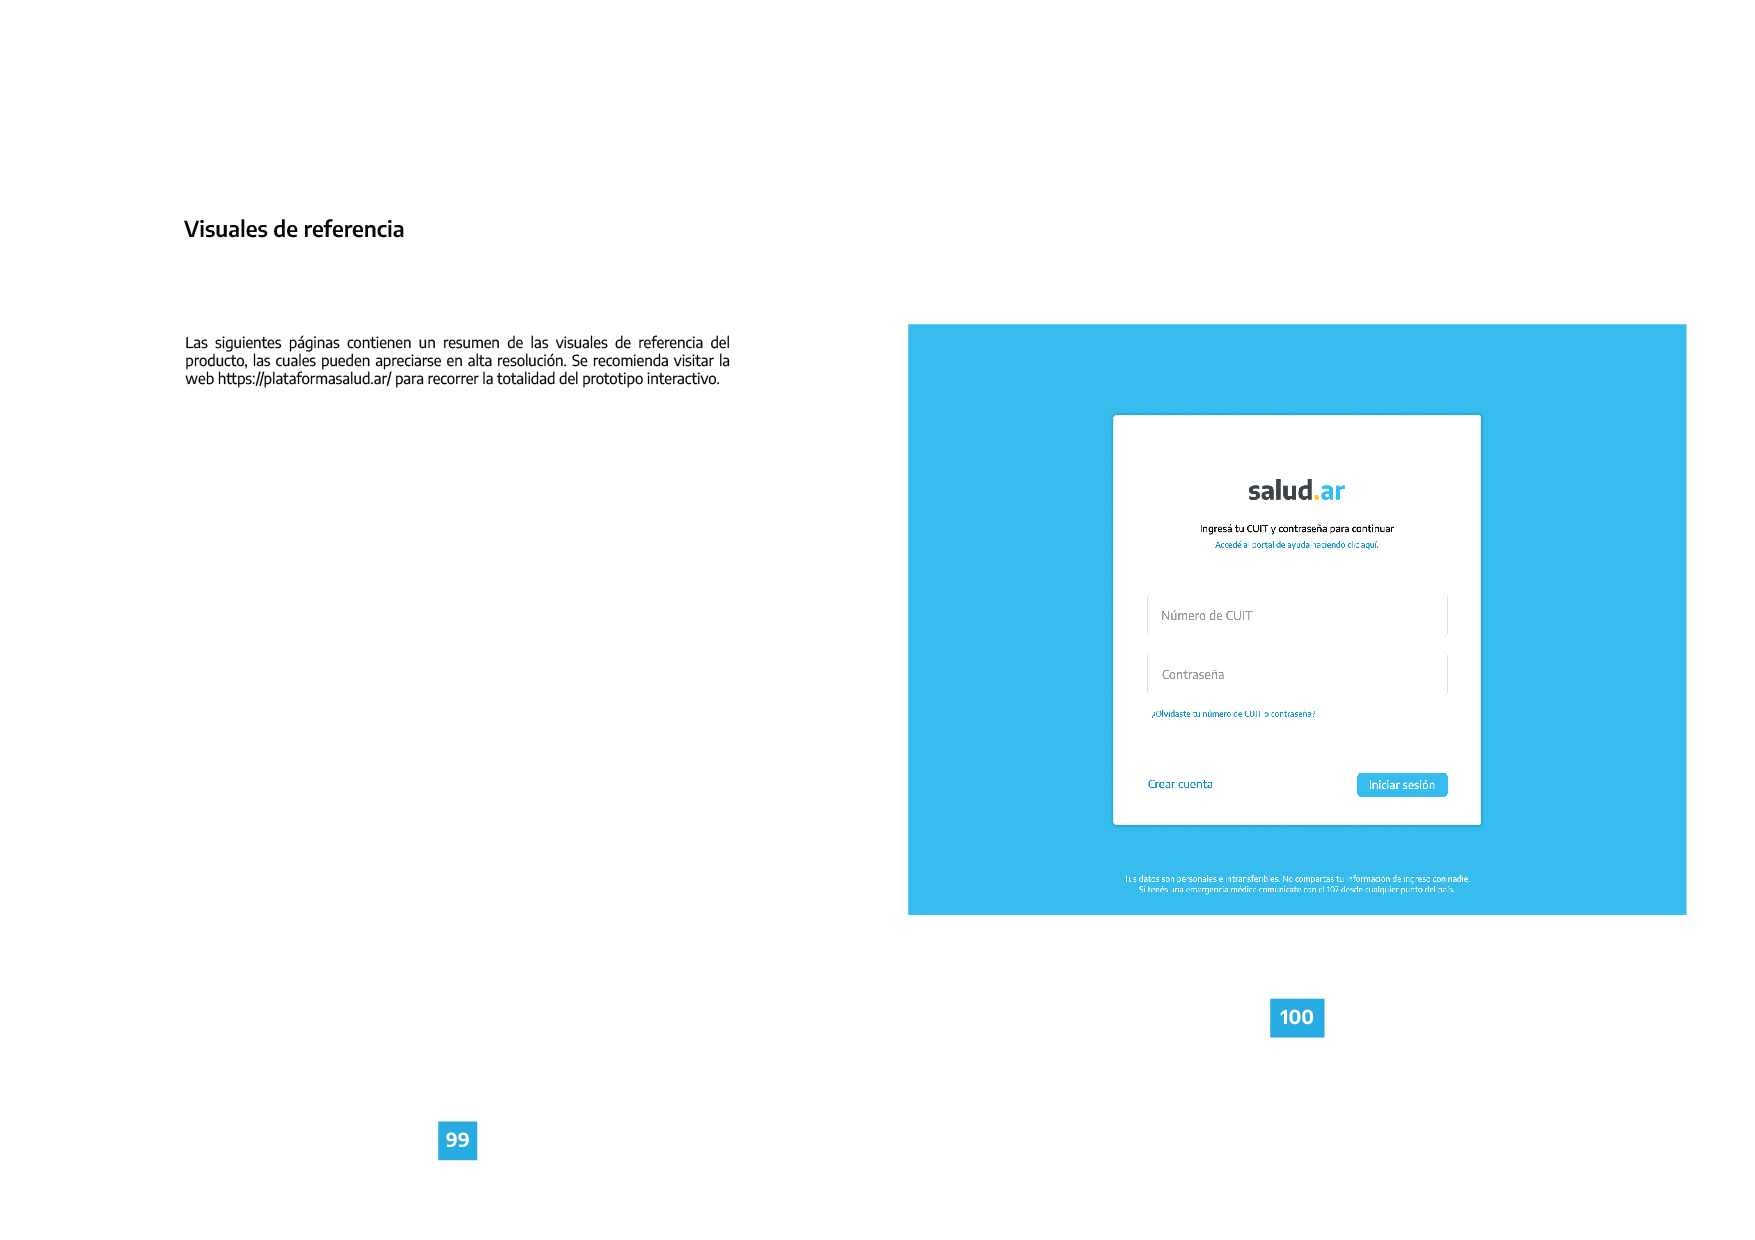 Visuales de referencia
Las siguientes páginas contienen un resumen de las visuales de referencia del
producto, las cuales pueden apreciarse en alta resolución. Se recomienda visitar la
web https://plataformasalud.ar/ para recorrer la totalidad del prototipo interactivo.
99
salud.ar
Ingresá tu CUIT y contraseña para continuar
Accedé al portal de ayuda haciendo clic aquí.
Número de CUIT
Contraseña
¿Olvidaste tu número de CUIT o contraseña?
Crear cuenta
Iniciar sesión
Tus datos son personales e intransferibles. No compartas tu información de ingreso con nadie.
Si tenés una emergencia médica comunicate con el 107 desde cualquier punto del país.
100